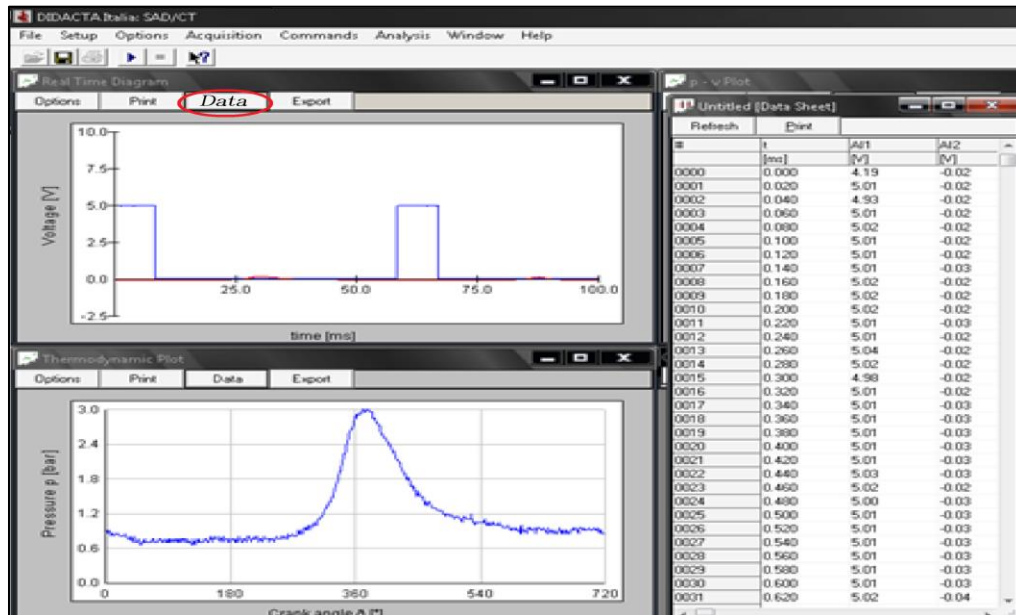 DIDACTA Italia: SAD/CT
File Setup Options Acquisition Commands Analysis Window Help
Real Time Diagram
Options Print Data Export
10.0
7.5
5.0
2.5
0.0
-2.5
Voltage [V]
25.0 50.0 75.0 100.0
time [ms]
Thermodynamic Plot
Options Print Data Export
3.0
2.4
1.8
1.2
0.6
0.0
Pressure p [bar]
0 180 360 540 720
Crank angle A [°]
p - v Plot
Untitled [Data Sheet]
Refresh Print
# t AI1 AI2
[ms] [V] [V]
0000 0.000 4.19 -0.02
0001 0.020 5.01 -0.02
0002 0.040 4.93 -0.02
0003 0.060 5.01 -0.02
0004 0.080 5.02 -0.02
0005 0.100 5.01 -0.02
0006 0.120 5.01 -0.02
0007 0.140 5.01 -0.03
0008 0.160 5.02 -0.02
0009 0.180 5.02 -0.02
0010 0.200 5.02 -0.02
0011 0.220 5.01 -0.03
0012 0.240 5.01 -0.02
0013 0.260 5.04 -0.02
0014 0.280 5.02 -0.02
0015 0.300 4.98 -0.02
0016 0.320 5.01 -0.02
0017 0.340 5.01 -0.03
0018 0.360 5.01 -0.03
0019 0.380 5.01 -0.03
0020 0.400 5.01 -0.03
0021 0.420 5.01 -0.03
0022 0.440 5.03 -0.03
0023 0.460 5.02 -0.02
0024 0.480 5.00 -0.03
0025 0.500 5.01 -0.03
0026 0.520 5.01 -0.03
0027 0.540 5.01 -0.03
0028 0.560 5.01 -0.03
0029 0.580 5.01 -0.03
0030 0.600 5.01 -0.03
0031 0.620 5.02 -0.04